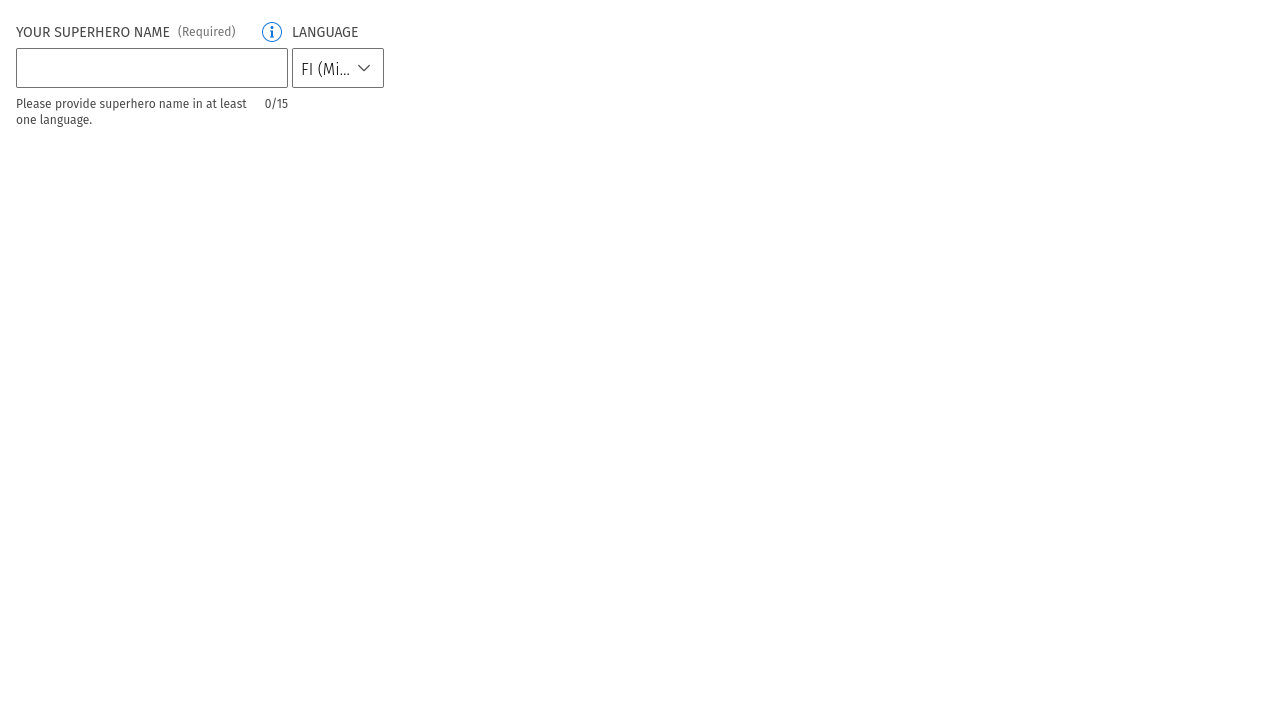 YOUR SUPERHERO NAME (Required) LANGUAGE
FI (Mi...
Please provide superhero name in at least 0/15
one language.